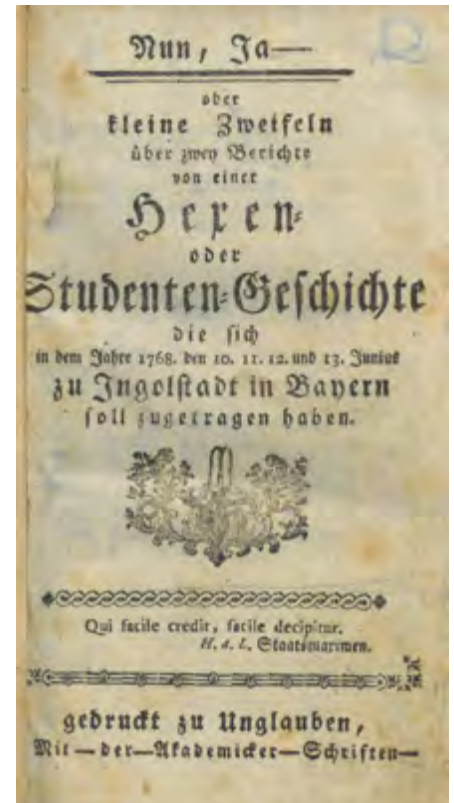 Nun, Ja—
oder
kleine Zweifeln
über zwey Berichte
von einer
Hexen-
oder
Studenten-Geschichte
die sich
in dem Jahre 1768. den 10. 11. 12. und 13. Junius
zu Ingolstadt in Bayern
soll zugetragen haben.
Qui facile credit, facile decipitur.
H. a. L. Staatsmarimen.
gedruckt zu Unglauben,
Mit—der—Akademicker—Schriften—